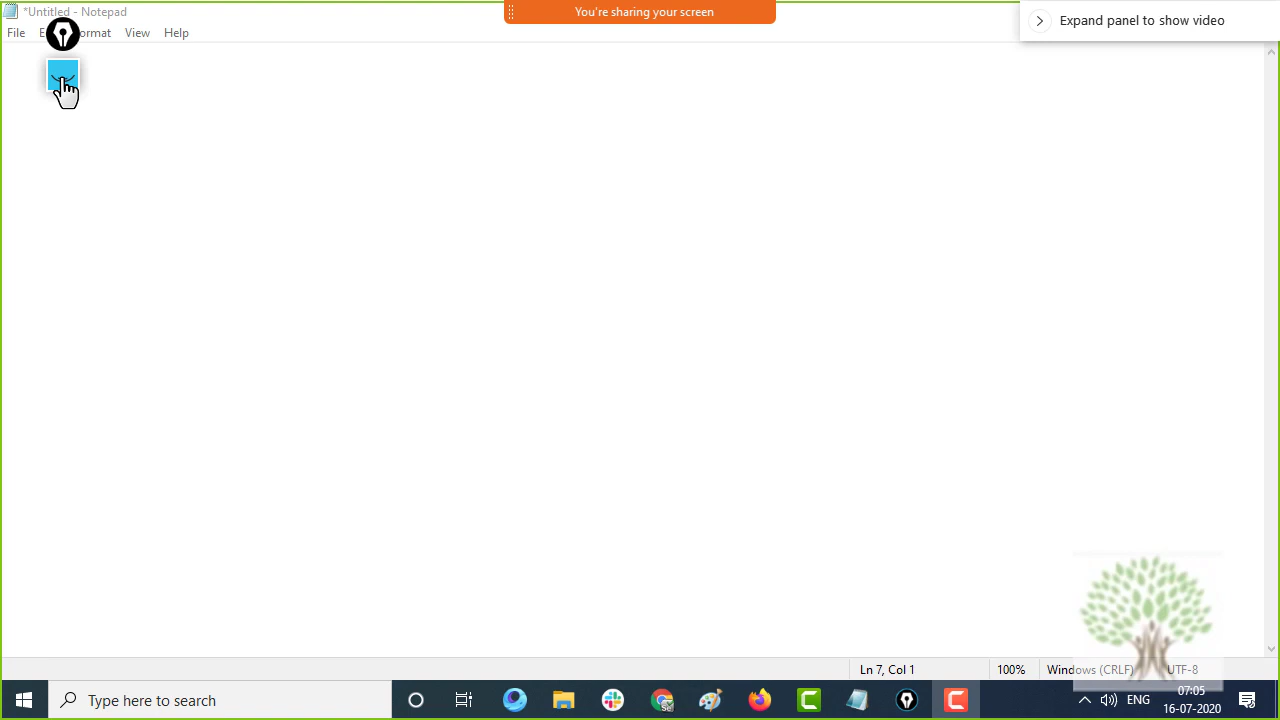 *Untitled - Notepad
You're sharing your screen
Expand panel to show video
File E ormat View Help
Ln 7, Col 1 100% Windows (CRLF) UTF-8
Type here to search
ENG
07:05
16-07-2020